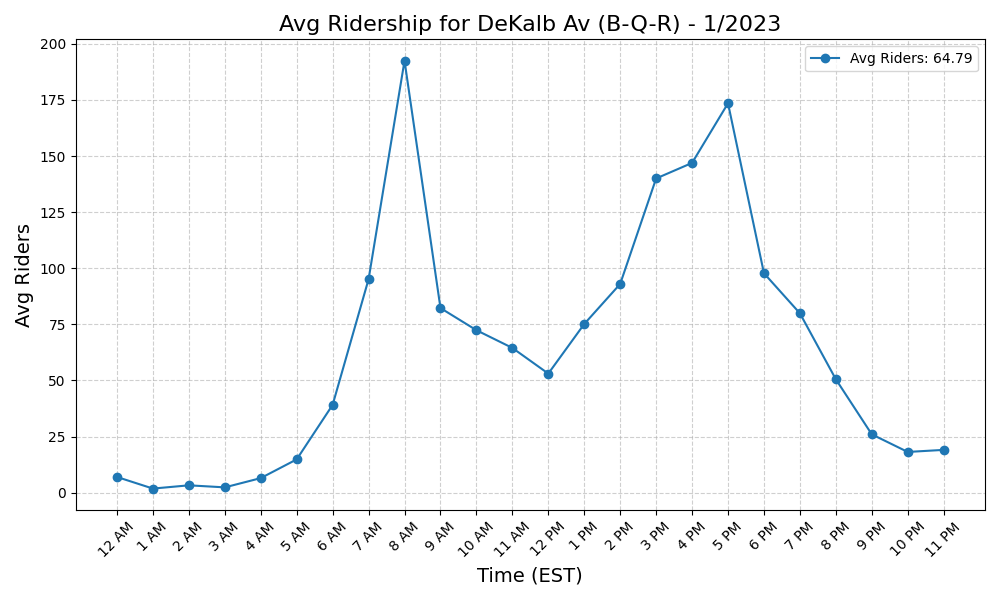 Avg Ridership for DeKalb Av (B-Q-R) - 1/2023
Avg Riders: 64.79
Avg Riders
200
175
150
125
100
75
50
25
0
12 AM
1 AM
2 AM
3 AM
4 AM
5 AM
6 AM
7 AM
8 AM
9 AM
10 AM
11 AM
12 PM
1 PM
2 PM
3 PM
4 PM
5 PM
6 PM
7 PM
8 PM
9 PM
10 PM
11 PM
Time (EST)